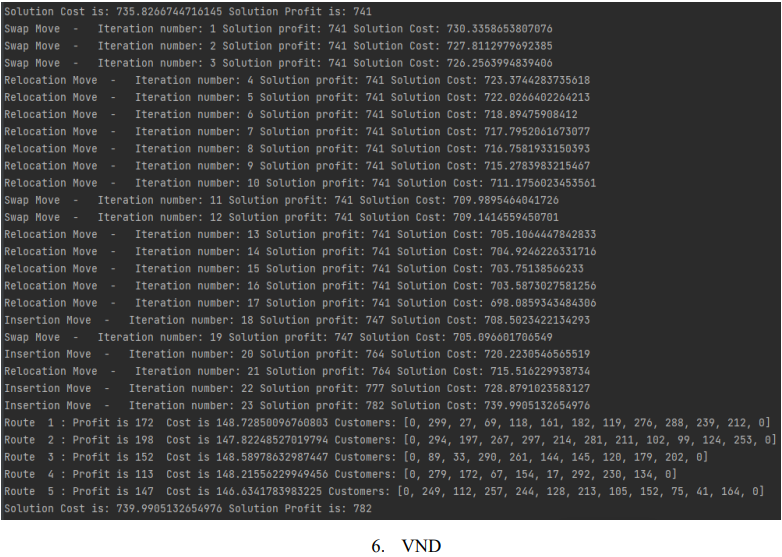 Solution Cost is: 735.8266744716145 Solution Profit is: 741
Swap Move  -   Iteration number: 1 Solution profit: 741 Solution Cost: 730.3358653807076
Swap Move  -   Iteration number: 2 Solution profit: 741 Solution Cost: 727.8112979692385
Swap Move  -   Iteration number: 3 Solution profit: 741 Solution Cost: 726.2563994839406
Relocation Move  -   Iteration number: 4 Solution profit: 741 Solution Cost: 723.3744283735618
Relocation Move  -   Iteration number: 5 Solution profit: 741 Solution Cost: 722.0266402264213
Relocation Move  -   Iteration number: 6 Solution profit: 741 Solution Cost: 718.89475908412
Relocation Move  -   Iteration number: 7 Solution profit: 741 Solution Cost: 717.7952061673077
Relocation Move  -   Iteration number: 8 Solution profit: 741 Solution Cost: 716.7581933150393
Relocation Move  -   Iteration number: 9 Solution profit: 741 Solution Cost: 715.2783983215467
Relocation Move  -   Iteration number: 10 Solution profit: 741 Solution Cost: 711.1756023453561
Swap Move  -   Iteration number: 11 Solution profit: 741 Solution Cost: 709.9895464041726
Swap Move  -   Iteration number: 12 Solution profit: 741 Solution Cost: 709.1414559450701
Relocation Move  -   Iteration number: 13 Solution profit: 741 Solution Cost: 705.1064447842833
Relocation Move  -   Iteration number: 14 Solution profit: 741 Solution Cost: 704.9246226331716
Relocation Move  -   Iteration number: 15 Solution profit: 741 Solution Cost: 703.75138566233
Relocation Move  -   Iteration number: 16 Solution profit: 741 Solution Cost: 703.5873027581256
Relocation Move  -   Iteration number: 17 Solution profit: 741 Solution Cost: 698.0859343484306
Insertion Move  -   Iteration number: 18 Solution profit: 747 Solution Cost: 708.5023422134293
Swap Move  -   Iteration number: 19 Solution profit: 747 Solution Cost: 705.096601706549
Insertion Move  -   Iteration number: 20 Solution profit: 764 Solution Cost: 720.2230546565519
Relocation Move  -   Iteration number: 21 Solution profit: 764 Solution Cost: 715.516229938734
Insertion Move  -   Iteration number: 22 Solution profit: 777 Solution Cost: 728.8791023583127
Insertion Move  -   Iteration number: 23 Solution profit: 782 Solution Cost: 739.9905132654976
Route  1 : Profit is 172  Cost is 148.72850096760803 Customers: [0, 299, 27, 69, 118, 161, 182, 119, 276, 288, 239, 212, 0]
Route  2 : Profit is 198  Cost is 147.82248527019794 Customers: [0, 294, 197, 267, 297, 214, 281, 211, 102, 99, 124, 253, 0]
Route  3 : Profit is 152  Cost is 148.58978632987447 Customers: [0, 89, 33, 290, 261, 144, 145, 120, 179, 202, 0]
Route  4 : Profit is 113  Cost is 148.21556229949456 Customers: [0, 279, 172, 67, 154, 17, 292, 230, 134, 0]
Route  5 : Profit is 147  Cost is 146.6341783983225 Customers: [0, 249, 112, 257, 244, 128, 213, 105, 152, 75, 41, 164, 0]
Solution Cost is: 739.9905132654976 Solution Profit is: 782
6. VND